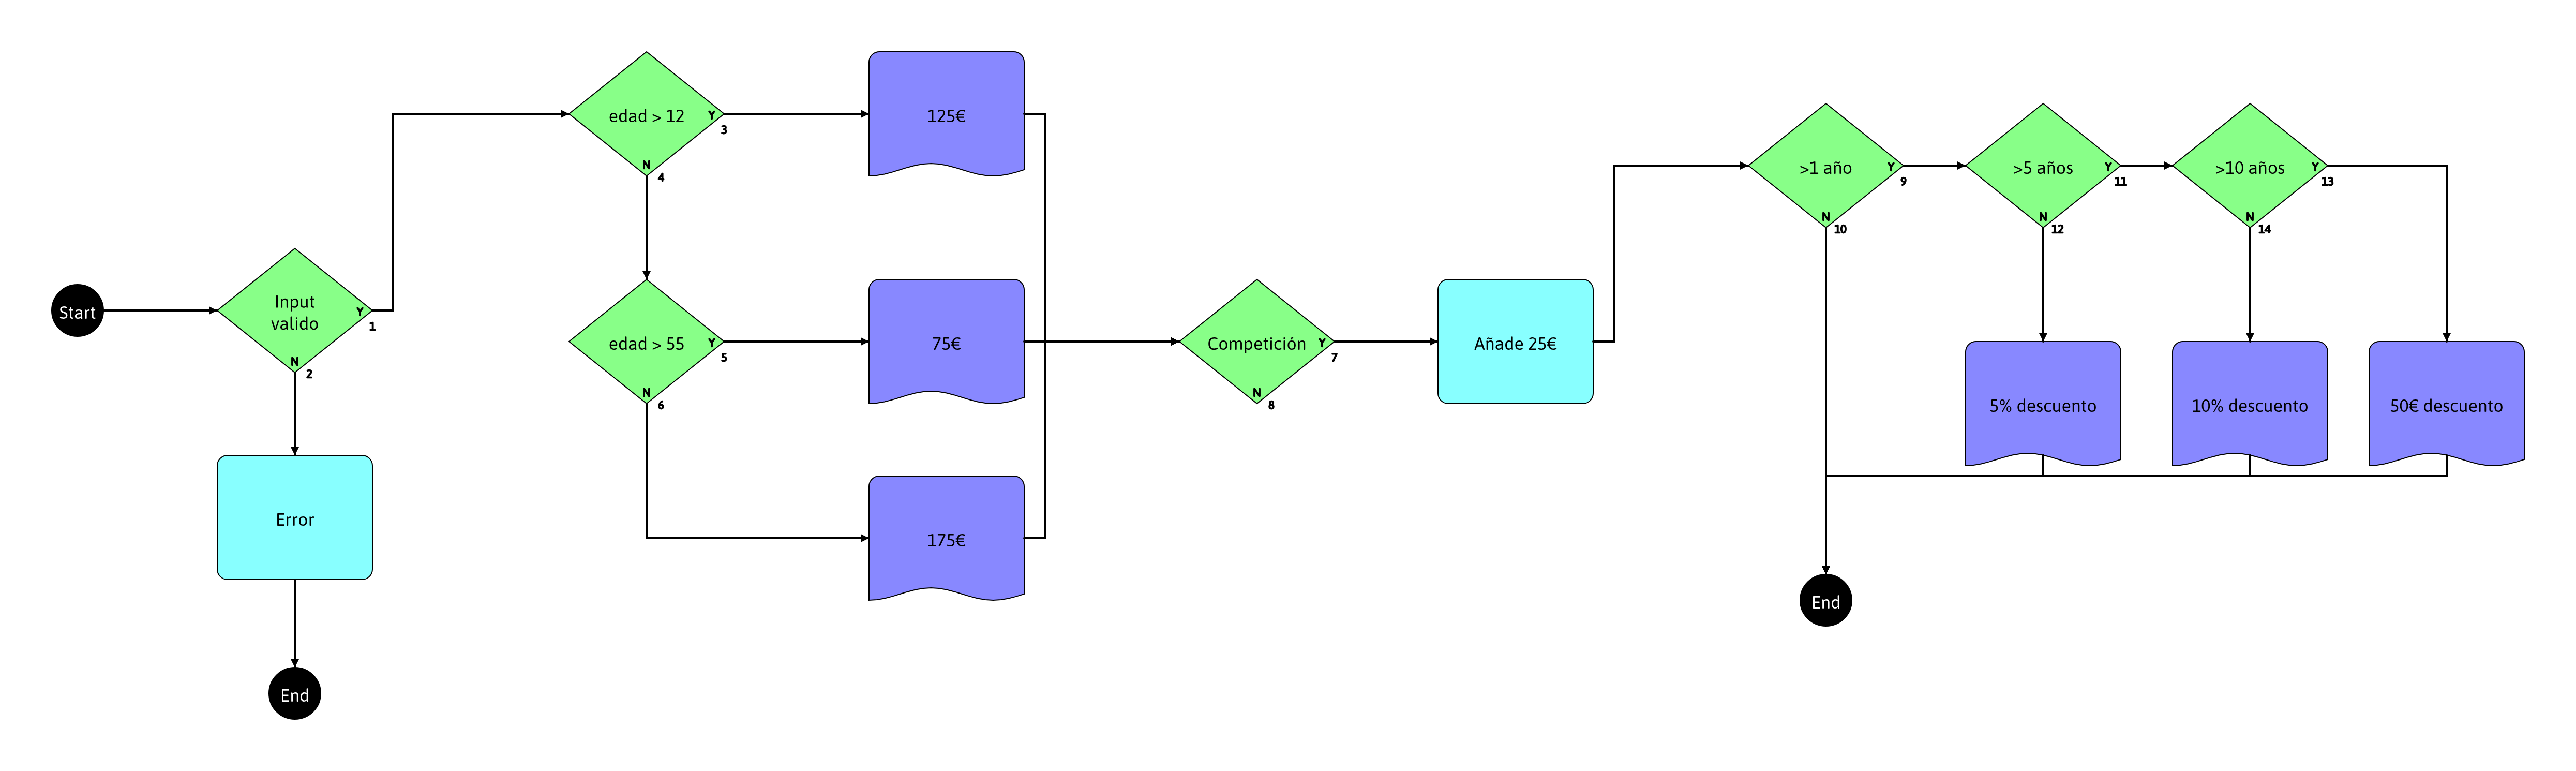 Start
Input
valido
Y
1
N
2
Error
End
edad > 12
Y
3
N
4
125€
edad > 55
Y
5
N
6
75€
175€
Competición
Y
7
N
8
Añade 25€
>1 año
Y
9
N
10
>5 años
Y
11
N
12
>10 años
Y
13
N
14
5% descuento
10% descuento
50€ descuento
End